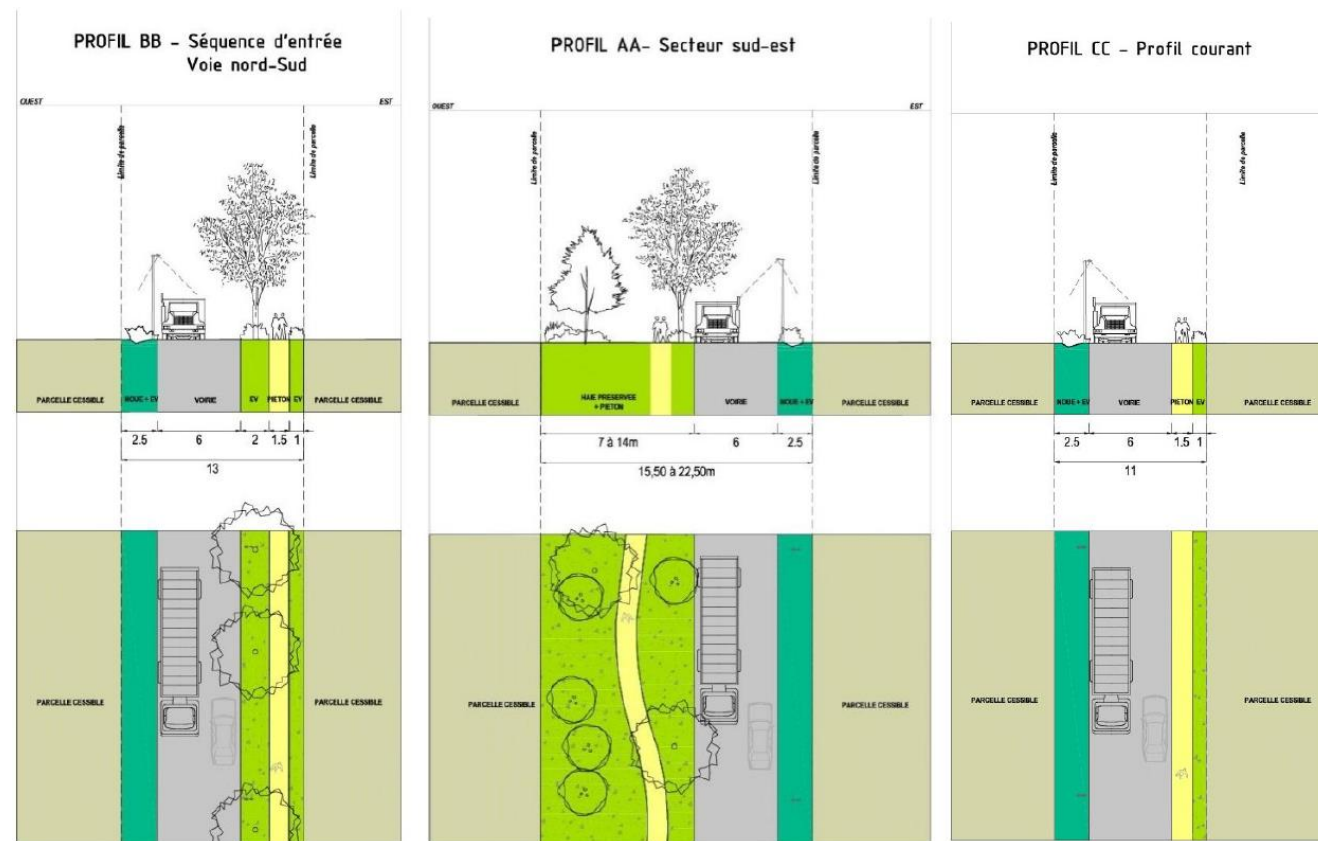 PROFIL BB - Séquence d'entrée
Voie nord-Sud
OUEST
EST
Limite de parcelle
Limite de parcelle
PARCELLE CESSIBLE
NOUE + EV
VOIRIE
EV
PIETON
EV
PARCELLE CESSIBLE
2.5
6
2
1.5
1
13
PARCELLE CESSIBLE
PARCELLE CESSIBLE
PROFIL AA- Secteur sud-est
OUEST
EST
Limite de parcelle
Limite de parcelle
PARCELLE CESSIBLE
HAIE PRESERVEE
+ PIETON
VOIRIE
NOUE + EV
PARCELLE CESSIBLE
7 à 14m
6
2.5
15,50 à 22,50m
PARCELLE CESSIBLE
PARCELLE CESSIBLE
PROFIL CC - Profil courant
Limite de parcelle
Limite de parcelle
PARCELLE CESSIBLE
NOUE + EV
VOIRIE
PIETON
EV
PARCELLE CESSIBLE
2.5
6
1.5
1
11
PARCELLE CESSIBLE
PARCELLE CESSIBLE